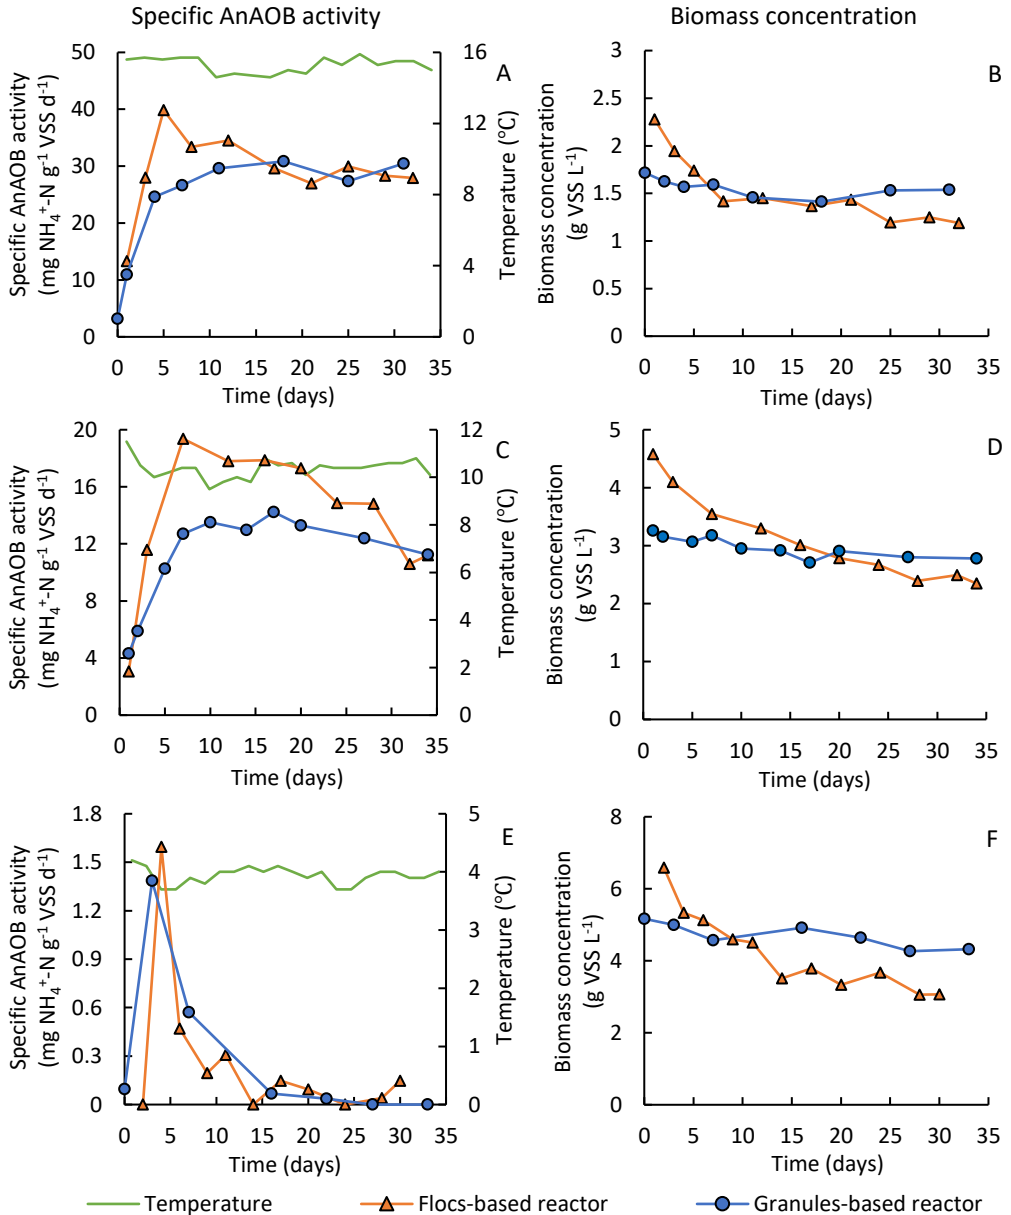 Specific AnAOB activity
Biomass concentration
Specific AnAOB activity
(mg NH₄⁺-N g⁻¹ VSS d⁻¹)
50
40
30
20
10
0
A
16
12
8
4
0
Temperature (°C)
0 5 10 15 20 25 30 35
Time (days)
Biomass concentration
(g VSS L⁻¹)
3
2.5
2
1.5
1
0.5
0
B
0 5 10 15 20 25 30 35
Time (days)
Specific AnAOB activity
(mg NH₄⁺-N g⁻¹ VSS d⁻¹)
20
16
12
8
4
0
C
12
10
8
6
4
2
0
Temperature (°C)
0 5 10 15 20 25 30 35
Time (days)
Biomass concentration
(g VSS L⁻¹)
5
4
3
2
1
0
D
0 5 10 15 20 25 30 35
Time (days)
Specific AnAOB activity
(mg NH₄⁺-N g⁻¹ VSS d⁻¹)
1.8
1.5
1.2
0.9
0.6
0.3
0
E
5
4
3
2
1
0
Temperature (°C)
0 5 10 15 20 25 30 35
Time (days)
Biomass concentration
(g VSS L⁻¹)
8
6
4
2
0
F
0 5 10 15 20 25 30 35
Time (days)
Temperature
Flocs-based reactor
Granules-based reactor